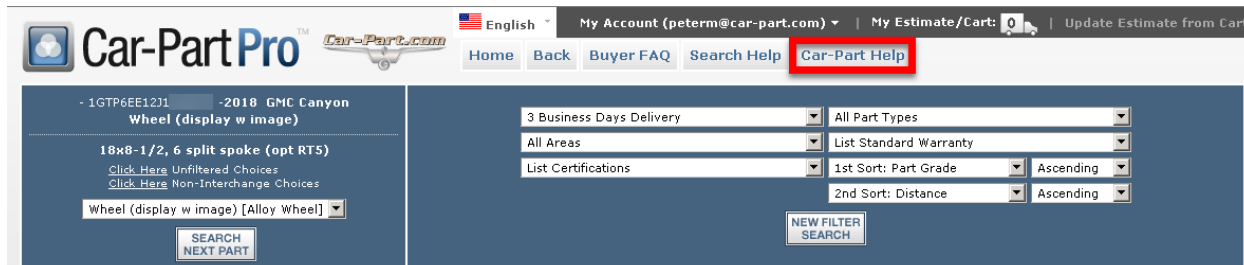 English My Account (peterm@car-part.com) | My Estimate/Cart: 0 | Update Estimate from Car
Car-Part Pro™ Car-Part.com
Home Back Buyer FAQ Search Help Car-Part Help
- 1GTP6EE12J1 -2018 GMC Canyon
Wheel (display w image)
18x8-1/2, 6 split spoke (opt RT5)
Click Here Unfiltered Choices
Click Here Non-Interchange Choices
Wheel (display w image) [Alloy Wheel]
SEARCH
NEXT PART
3 Business Days Delivery All Part Types
All Areas List Standard Warranty
List Certifications 1st Sort: Part Grade Ascending
2nd Sort: Distance Ascending
NEW FILTER
SEARCH